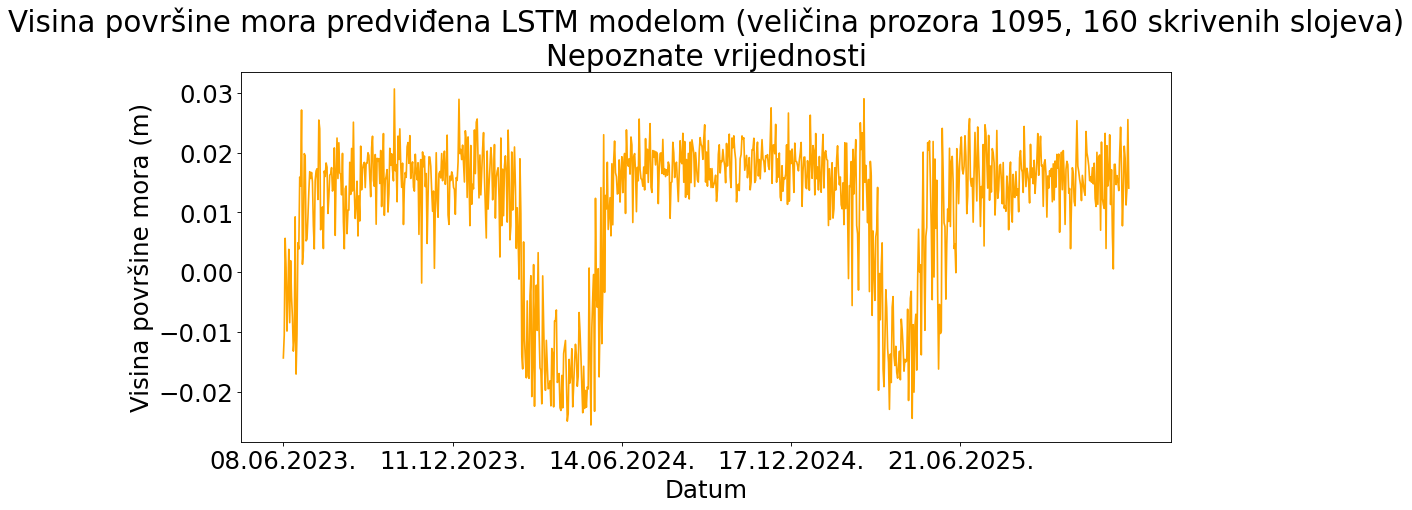 Visina površine mora predviđena LSTM modelom (veličina prozora 1095, 160 skrivenih slojeva)
Nepoznate vrijednosti
Visina površine mora (m)
0.03
0.02
0.01
0.00
−0.01
−0.02
08.06.2023. 11.12.2023. 14.06.2024. 17.12.2024. 21.06.2025.
Datum